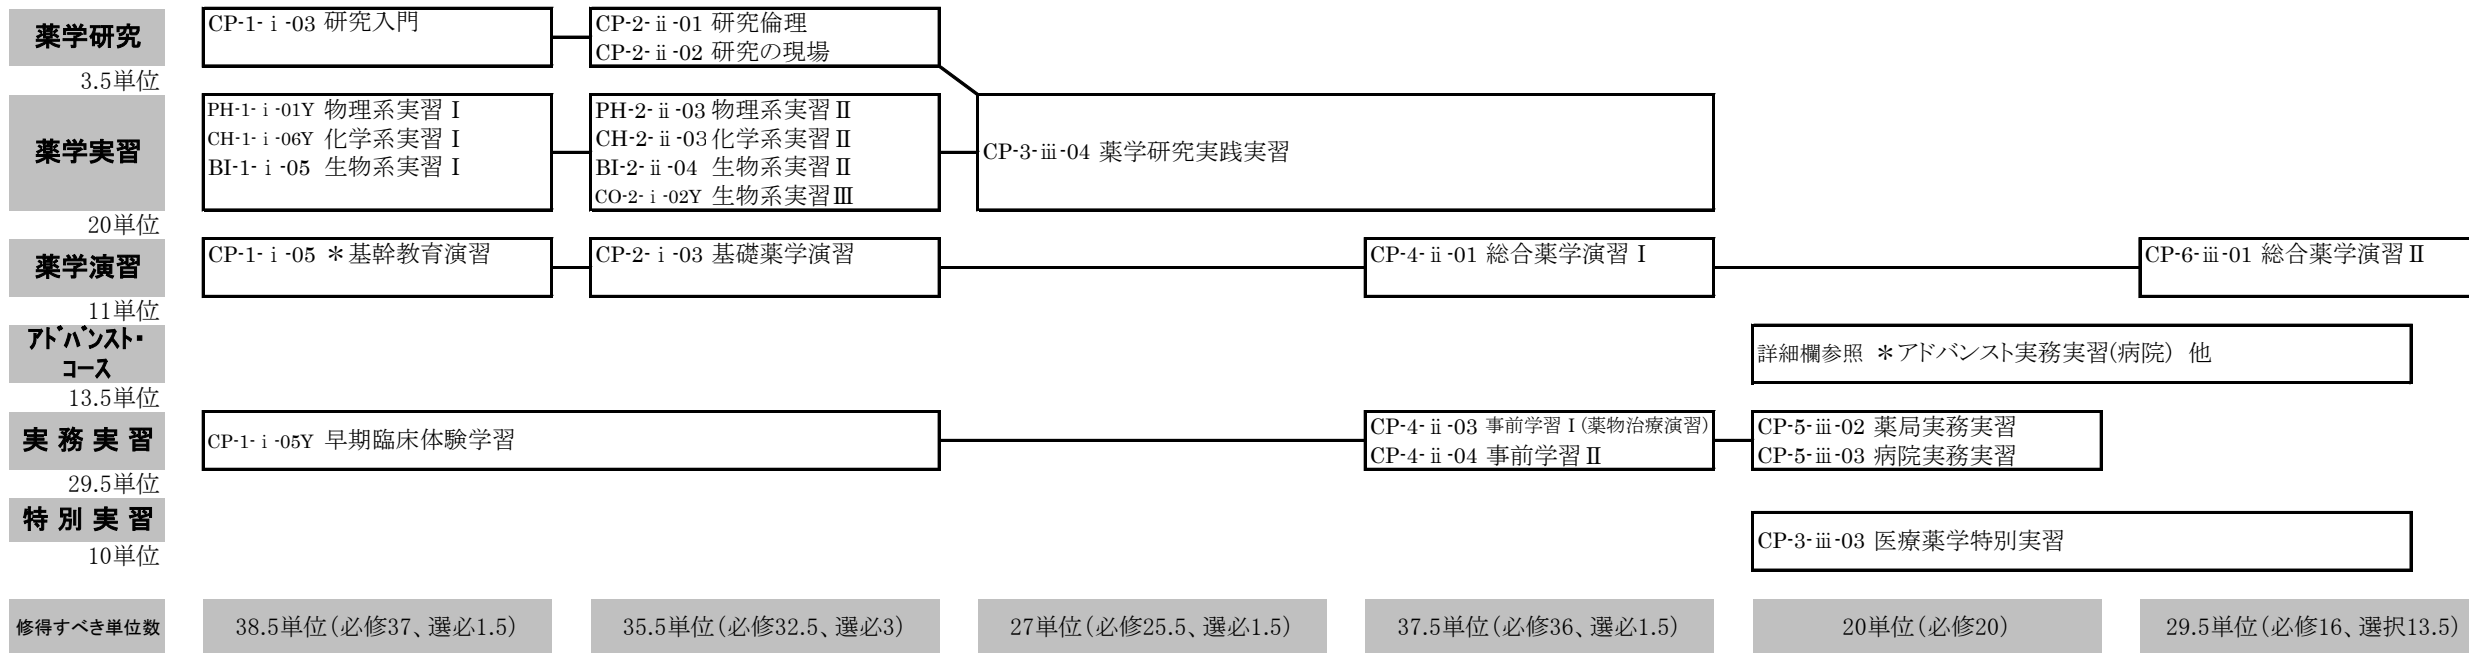 薬学研究
3.5単位
CP-1-ⅰ-03 研究入門
CP-2-ⅱ-01 研究倫理
CP-2-ⅱ-02 研究の現場
薬学実習
20単位
PH-1-ⅰ-01Y 物理系実習Ⅰ
CH-1-ⅰ-06Y 化学系実習Ⅰ
BI-1-ⅰ-05 生物系実習Ⅰ
PH-2-ⅱ-03 物理系実習Ⅱ
CH-2-ⅱ-03 化学系実習Ⅱ
BI-2-ⅱ-04 生物系実習Ⅱ
CO-2-ⅰ-02Y 生物系実習Ⅲ
CP-3-ⅲ-04 薬学研究実践実習
薬学演習
11単位
CP-1-ⅰ-05 *基幹教育演習
CP-2-ⅰ-03 基礎薬学演習
CP-4-ⅱ-01 総合薬学演習Ⅰ
CP-6-ⅲ-01 総合薬学演習Ⅱ
アドバンスト・
コース
13.5単位
詳細欄参照 *アドバンスト実務実習(病院) 他
実務実習
29.5単位
CP-1-ⅰ-05Y 早期臨床体験学習
CP-4-ⅱ-03 事前学習Ⅰ(薬物治療演習)
CP-4-ⅱ-04 事前学習Ⅱ
CP-5-ⅲ-02 薬局実務実習
CP-5-ⅲ-03 病院実務実習
特別実習
10単位
CP-3-ⅲ-03 医療薬学特別実習
修得すべき単位数
38.5単位(必修37、選必1.5)
35.5単位(必修32.5、選必3)
27単位(必修25.5、選必1.5)
37.5単位(必修36、選必1.5)
20単位(必修20)
29.5単位(必修16、選択13.5)